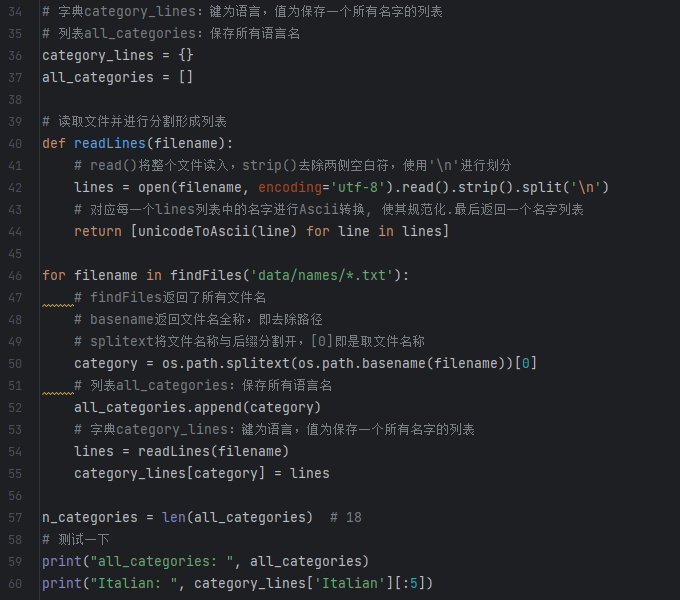 34 # 字典category_lines：键为语言，值为保存一个所有名字的列表
35 # 列表all_categories：保存所有语言名
36 category_lines = {}
37 all_categories = []
38
39 # 读取文件并进行分割形成列表
40 def readLines(filename):
41     # read()将整个文件读入，strip()去除两侧空白符，使用'\n'进行划分
42     lines = open(filename, encoding='utf-8').read().strip().split('\n')
43     # 对应每一个lines列表中的名字进行Ascii转换, 使其规范化.最后返回一个名字列表
44     return [unicodeToAscii(line) for line in lines]
45
46 for filename in findFiles('data/names/*.txt'):
47     # findFiles返回了所有文件名
48     # basename返回文件名全称，即去除路径
49     # splitext将文件名称与后缀分割开，[0]即是取文件名称
50     category = os.path.splitext(os.path.basename(filename))[0]
51     # 列表all_categories：保存所有语言名
52     all_categories.append(category)
53     # 字典category_lines：键为语言，值为保存一个所有名字的列表
54     lines = readLines(filename)
55     category_lines[category] = lines
56
57 n_categories = len(all_categories)  # 18
58 # 测试一下
59 print("all_categories: ", all_categories)
60 print("Italian: ", category_lines['Italian'][:5])